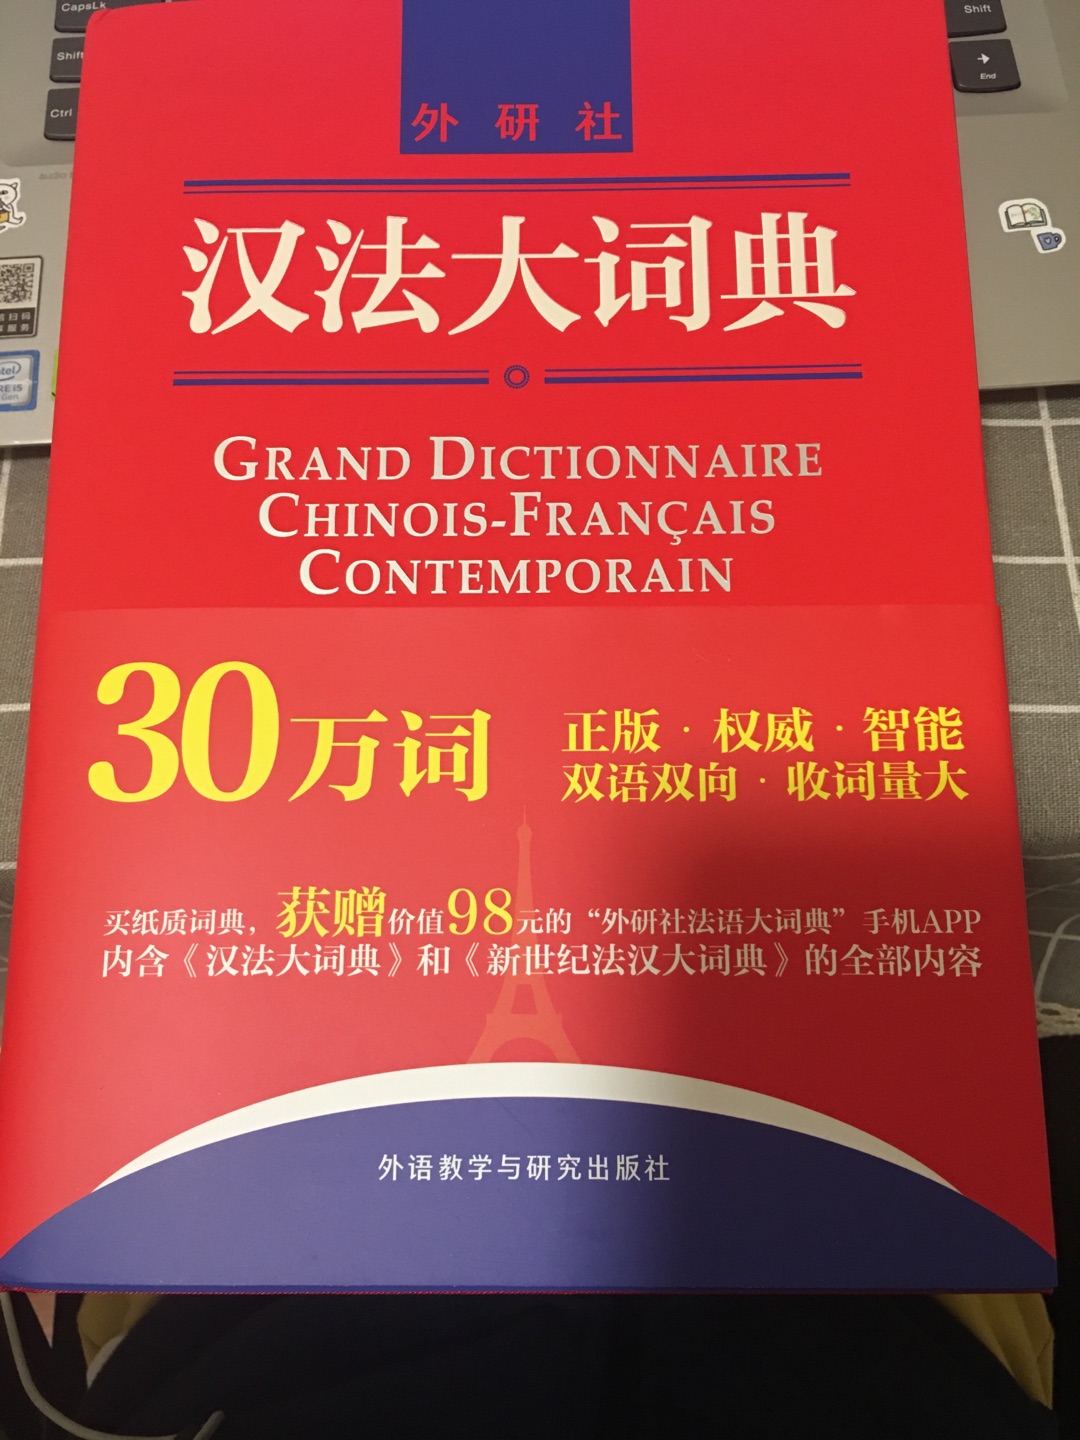 CapsLk
Shift
Ctrl
Shift
End
外研社
汉法大词典
GRAND DICTIONNAIRE
CHINOIS-FRANÇAIS
CONTEMPORAIN
30万词
正版·权威·智能
双语双向·收词量大
买纸质词典，获赠价值98元的“外研社法语大词典”手机APP
内含《汉法大词典》和《新世纪法汉大词典》的全部内容
外语教学与研究出版社